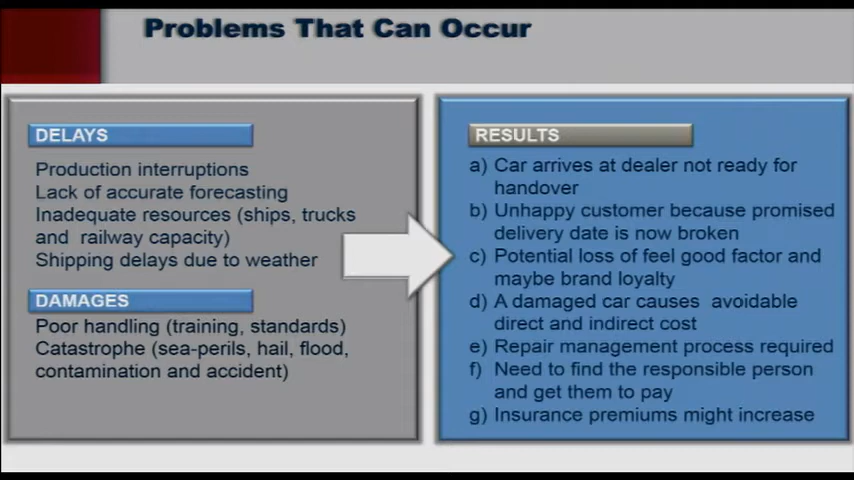 Problems That Can Occur
DELAYS
Production interruptions
Lack of accurate forecasting
Inadequate resources (ships, trucks
and railway capacity)
Shipping delays due to weather
DAMAGES
Poor handling (training, standards)
Catastrophe (sea-perils, hail, flood,
contamination and accident)
RESULTS
a) Car arrives at dealer not ready for
handover
b) Unhappy customer because promised
delivery date is now broken
c) Potential loss of feel good factor and
maybe brand loyalty
d) A damaged car causes avoidable
direct and indirect cost
e) Repair management process required
f) Need to find the responsible person
and get them to pay
g) Insurance premiums might increase